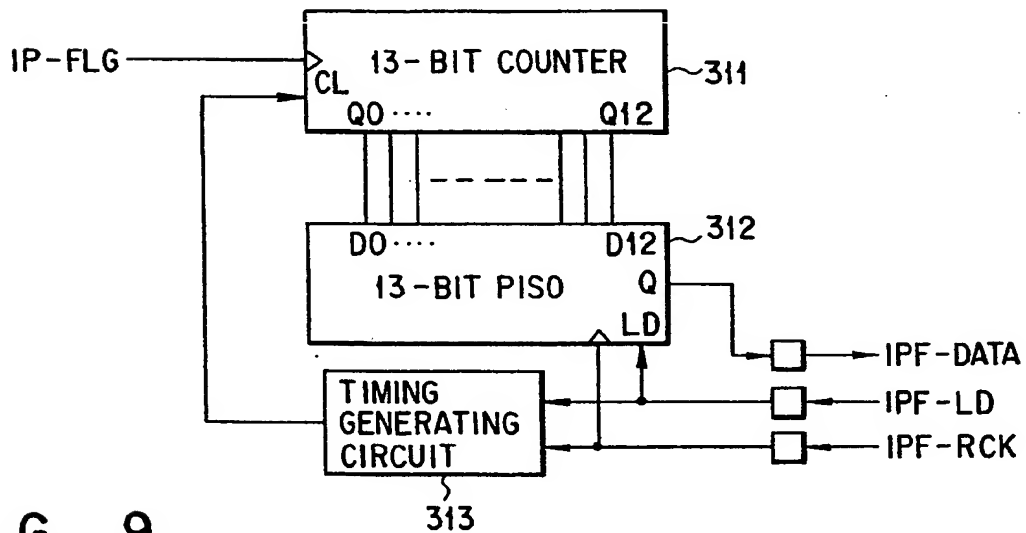 IP-FLG
13-BIT COUNTER
311
CL
Q0 ···· Q12
D0 ···· D12
312
13-BIT PISO
Q
LD
IPF-DATA
TIMING
GENERATING
CIRCUIT
IPF-LD
IPF-RCK
313
G. 9